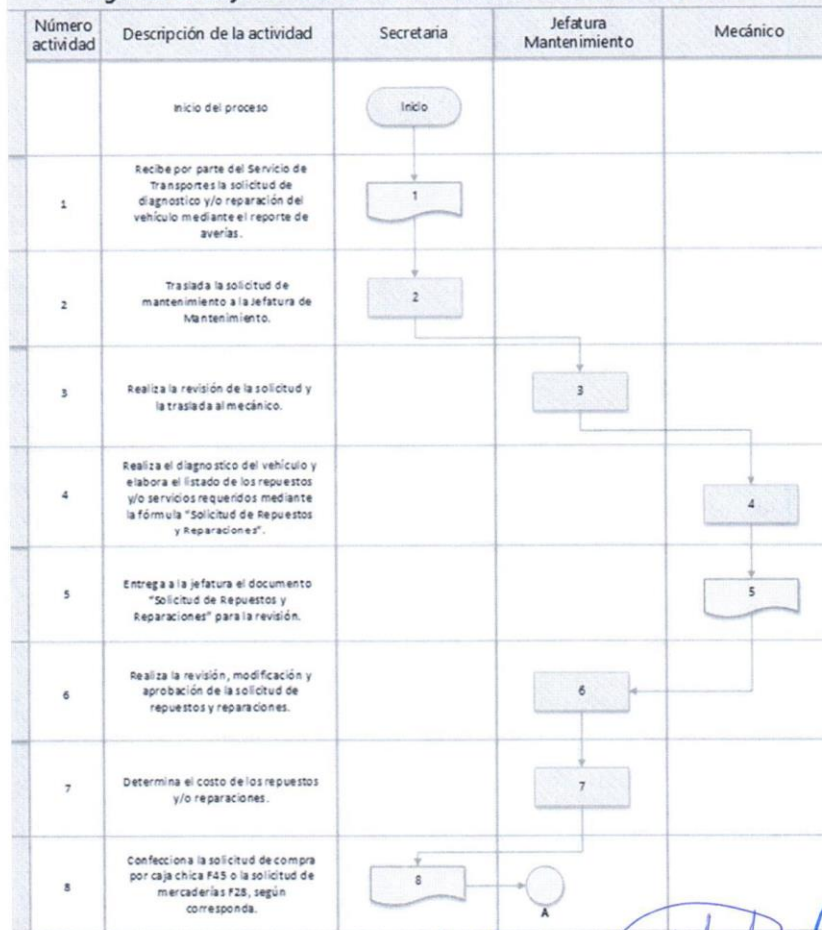 Número actividad
Descripción de la actividad
Secretaria
Jefatura
Mantenimiento
Mecánico
Inicio del proceso
Inicio
1
Recibe por parte del Servicio de
Transportes la solicitud de
diagnostico y/o reparación del
vehículo mediante el reporte de
averías.
1
2
Traslada la solicitud de
mantenimiento a la Jefatura de
Mantenimiento.
2
3
Realiza la revisión de la solicitud y
la traslada al mecánico.
3
4
Realiza el diagnostico del vehículo y
elabora el listado de los repuestos
y/o servicios requeridos mediante
la fórmula "Solicitud de Repuestos
y Reparaciones".
4
5
Entrega a la jefatura el documento
"Solicitud de Repuestos y
Reparaciones" para la revisión.
5
6
Realiza la revisión, modificación y
aprobación de la solicitud de
repuestos y reparaciones.
6
7
Determina el costo de los repuestos
y/o reparaciones.
7
8
Confecciona la solicitud de compra
por caja chica F45 o la solicitud de
mercaderías F28, según
corresponda.
8
A